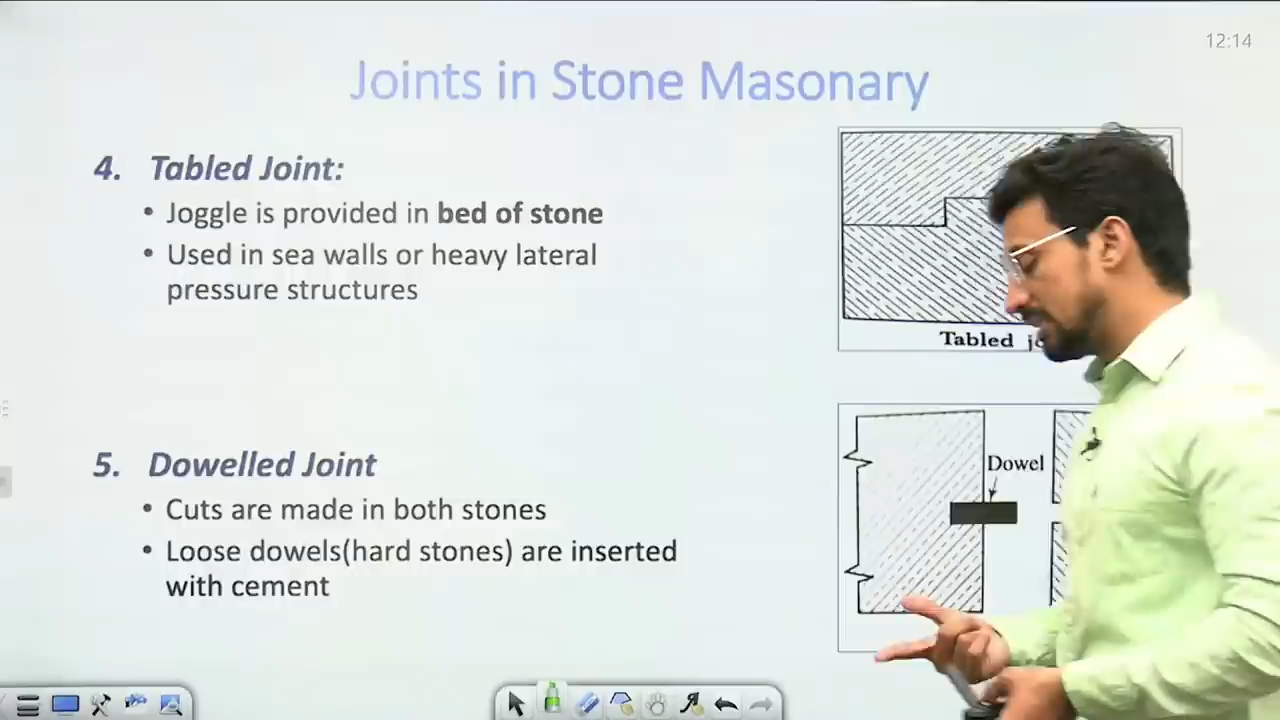 12:14
Joints in Stone Masonary
4. Tabled Joint:
• Joggle is provided in bed of stone
• Used in sea walls or heavy lateral
pressure structures
Tabled
5. Dowelled Joint
• Cuts are made in both stones
• Loose dowels(hard stones) are inserted
with cement
Dowel